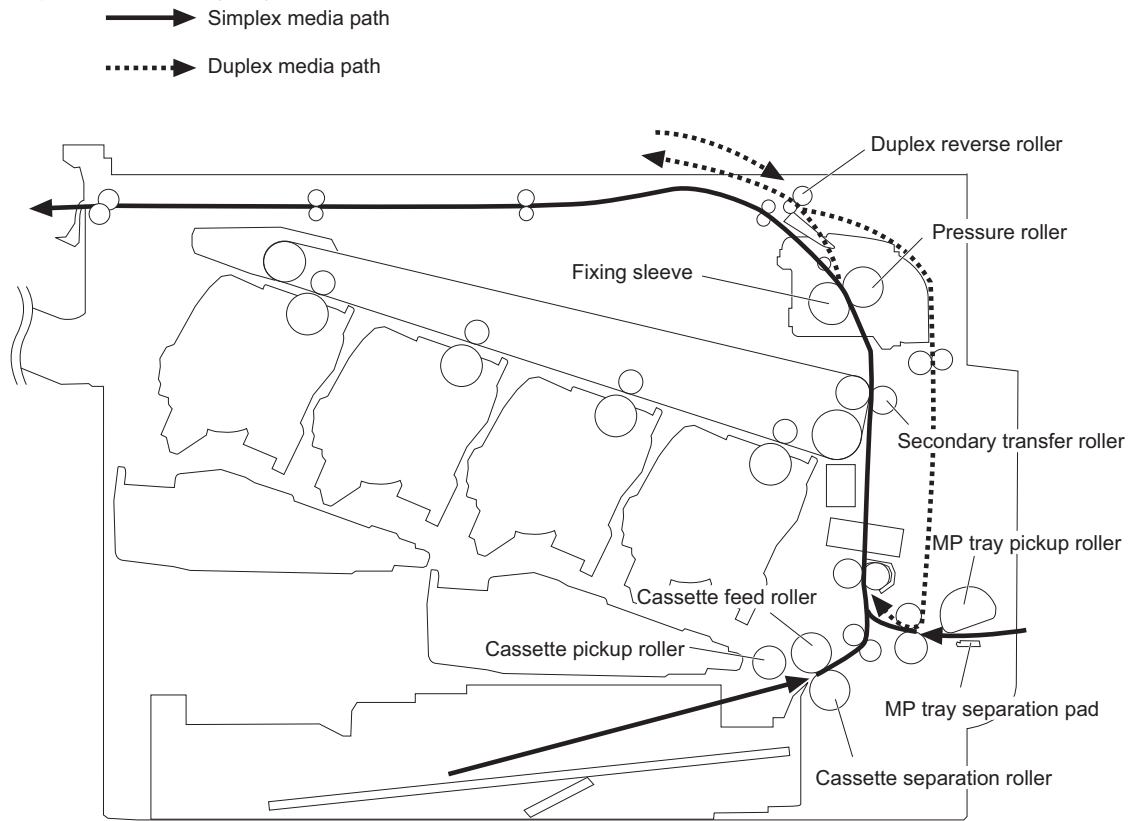 Simplex media path
Duplex media path
Duplex reverse roller
Pressure roller
Fixing sleeve
Secondary transfer roller
MP tray pickup roller
Cassette feed roller
Cassette pickup roller
MP tray separation pad
Cassette separation roller